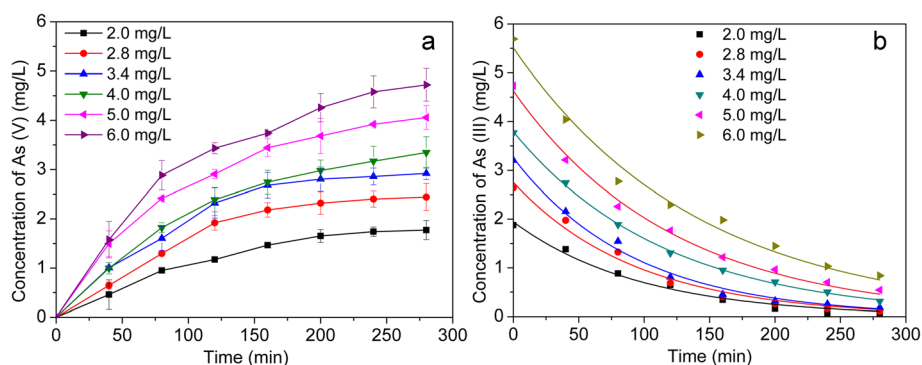 a
2.0 mg/L
2.8 mg/L
3.4 mg/L
4.0 mg/L
5.0 mg/L
6.0 mg/L
Concentration of As (V) (mg/L)
6
5
4
3
2
1
0
0 50 100 150 200 250 300
Time (min)
b
2.0 mg/L
2.8 mg/L
3.4 mg/L
4.0 mg/L
5.0 mg/L
6.0 mg/L
Concentration of As (III) (mg/L)
6
5
4
3
2
1
0
0 50 100 150 200 250 300
Time (min)